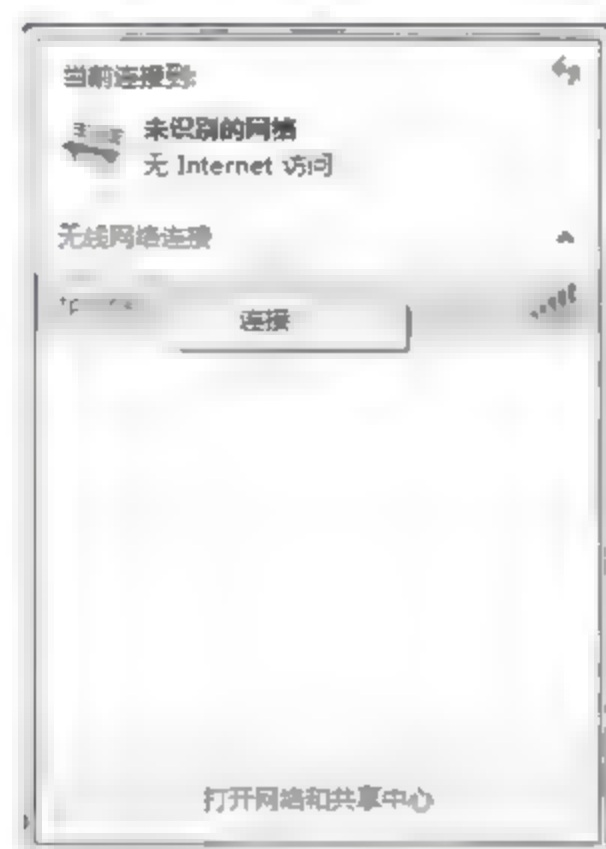 当前连接到:
未识别的网络
无 Internet 访问
无线网络连接
连接
打开网络和共享中心